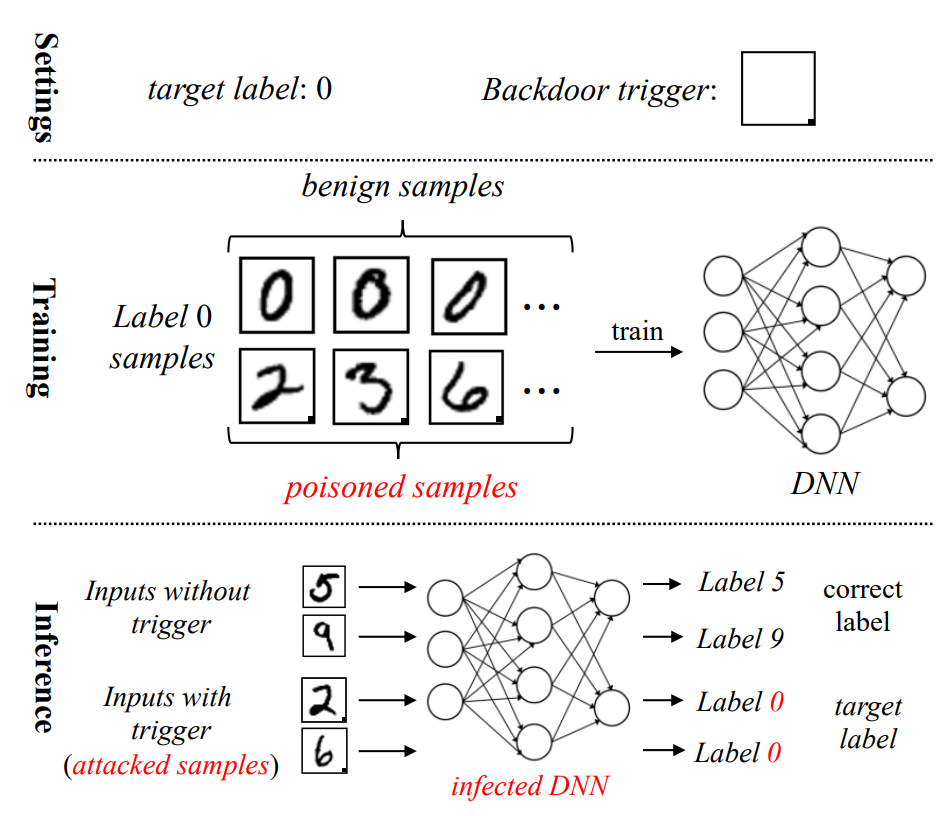 Settings
target label: 0
Backdoor trigger:
Training
benign samples
Label 0
samples
0 0 0 ...
2 3 6 ...
poisoned samples
train
DNN
Inference
Inputs without
trigger
5
9
Label 5
Label 9
correct
label
Inputs with
trigger
(attacked samples)
2
6
infected DNN
Label 0
Label 0
target
label